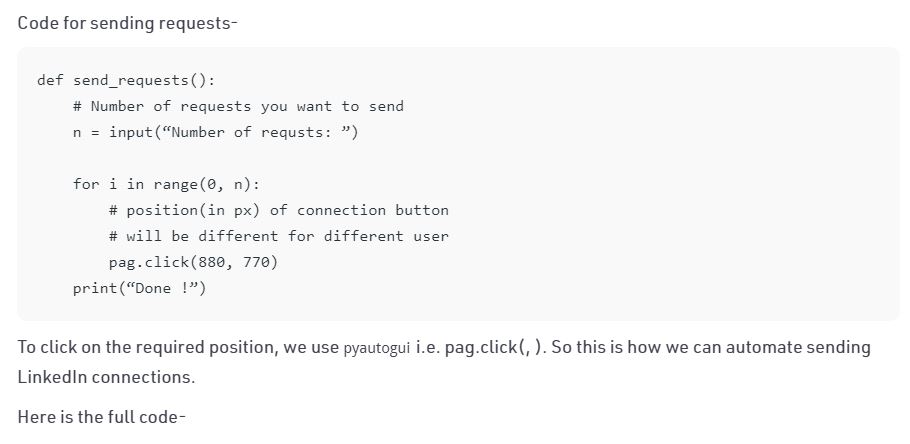 Code for sending requests-
def send_requests():
    # Number of requests you want to send
    n = input(“Number of requsts: ”)
    for i in range(0, n):
        # position(in px) of connection button
        # will be different for different user
        pag.click(880, 770)
    print(“Done !”)
To click on the required position, we use pyautogui i.e. pag.click(, ). So this is how we can automate sending
LinkedIn connections.
Here is the full code-